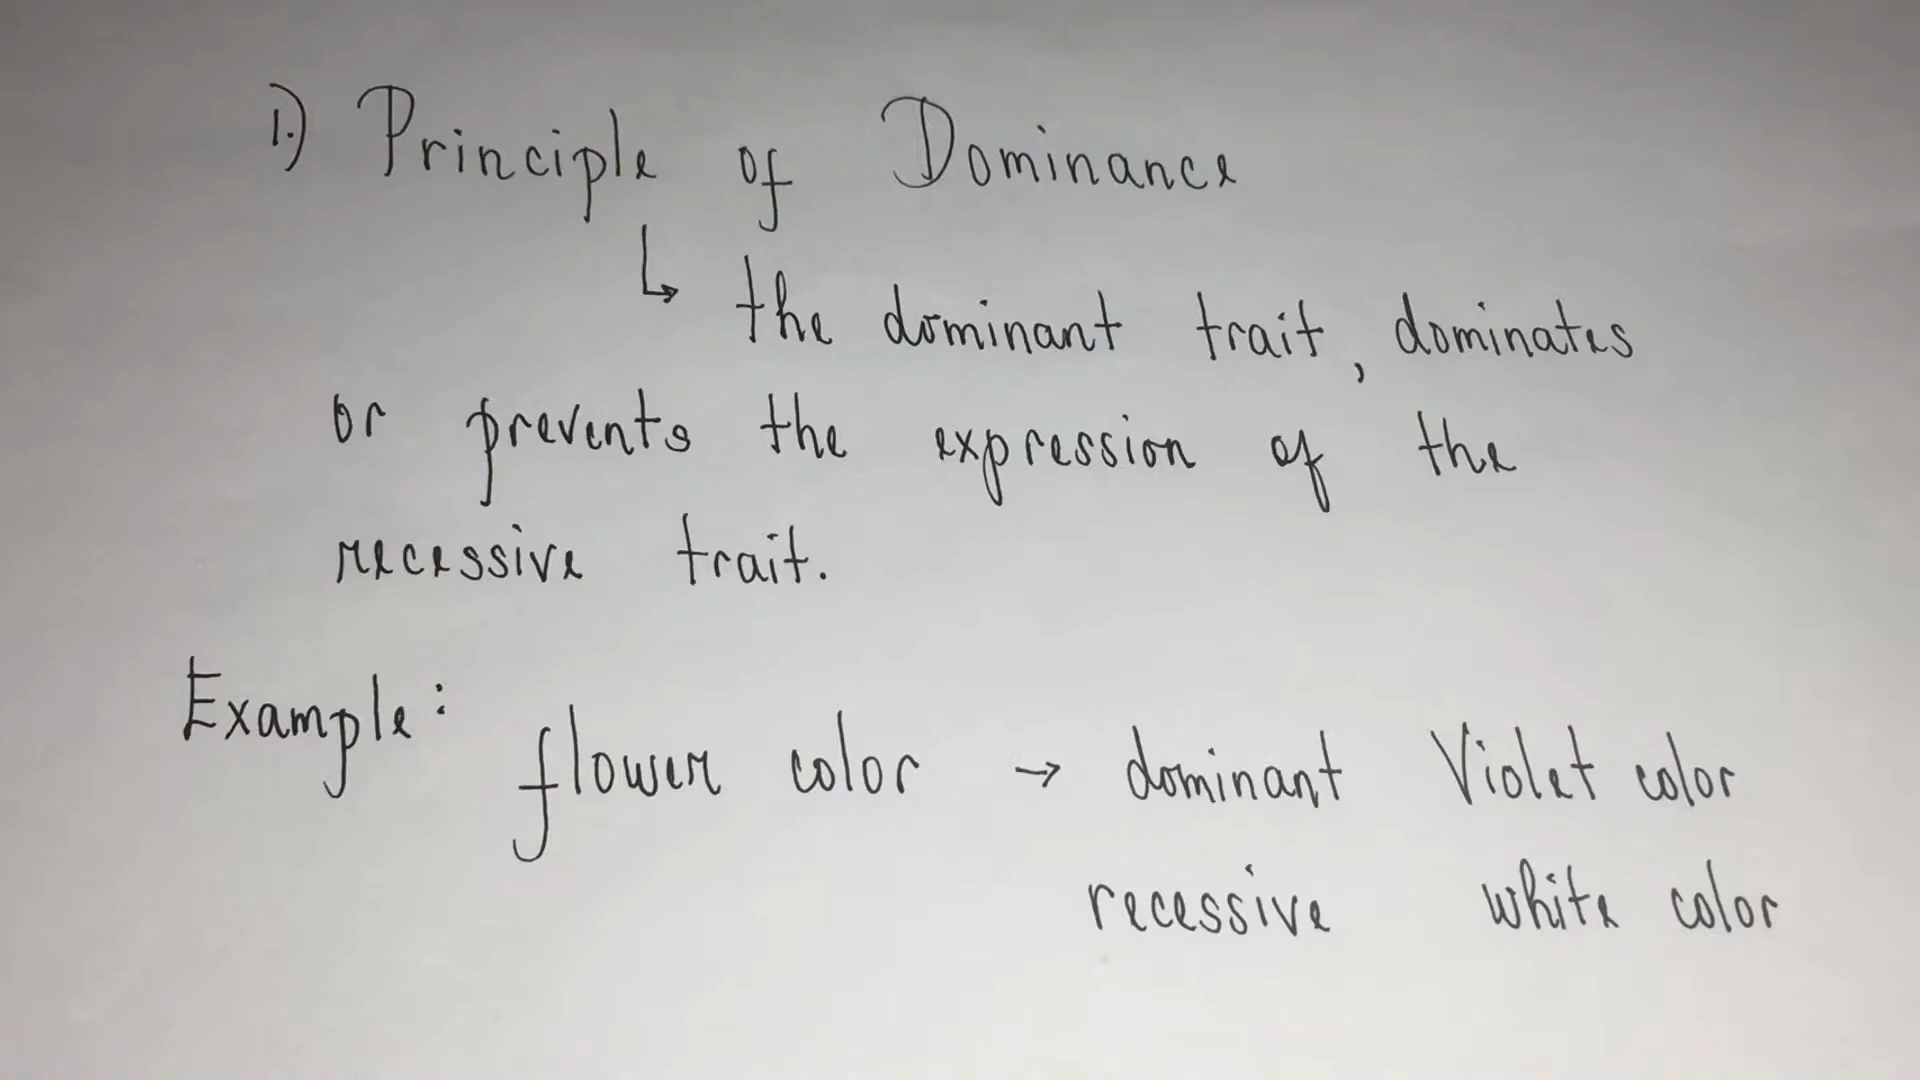 1.) Principle of Dominance
↳ the dominant trait, dominates
or prevents the expression of the
recessive trait.
Example: flower color → dominant Violet color
recessive white color